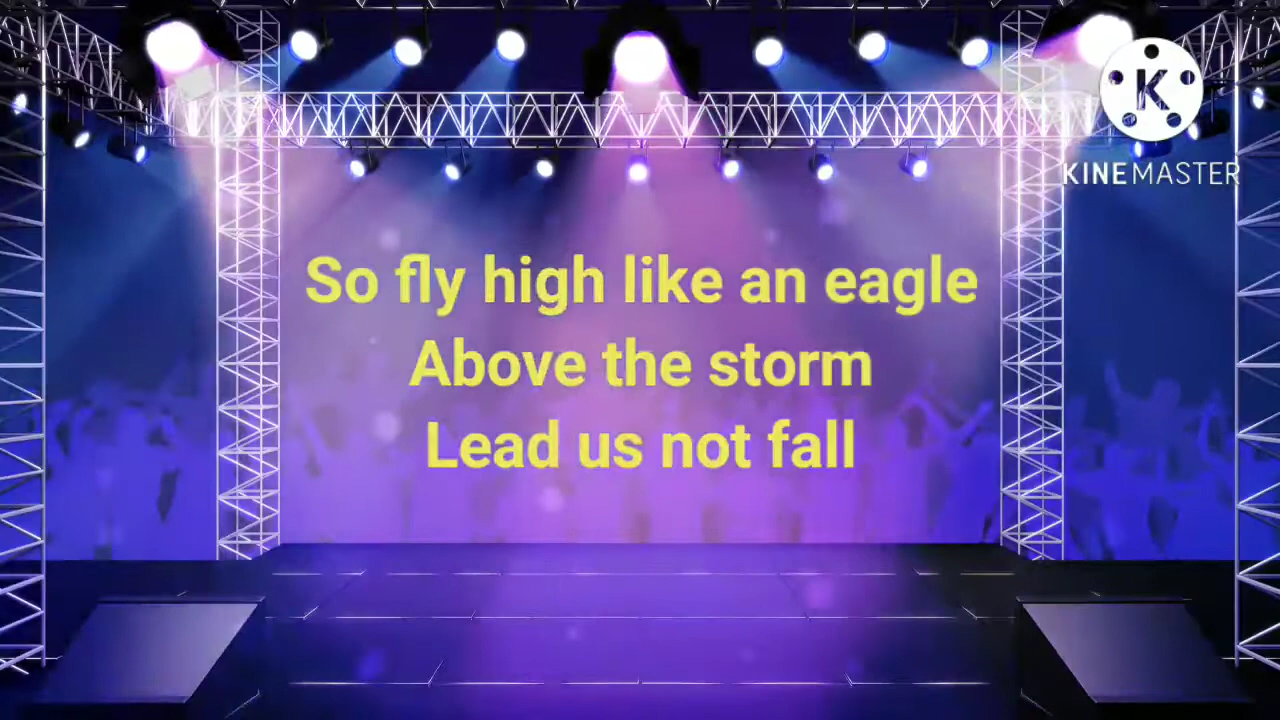 K
KINEMASTER
So fly high like an eagle
Above the storm
Lead us not fall